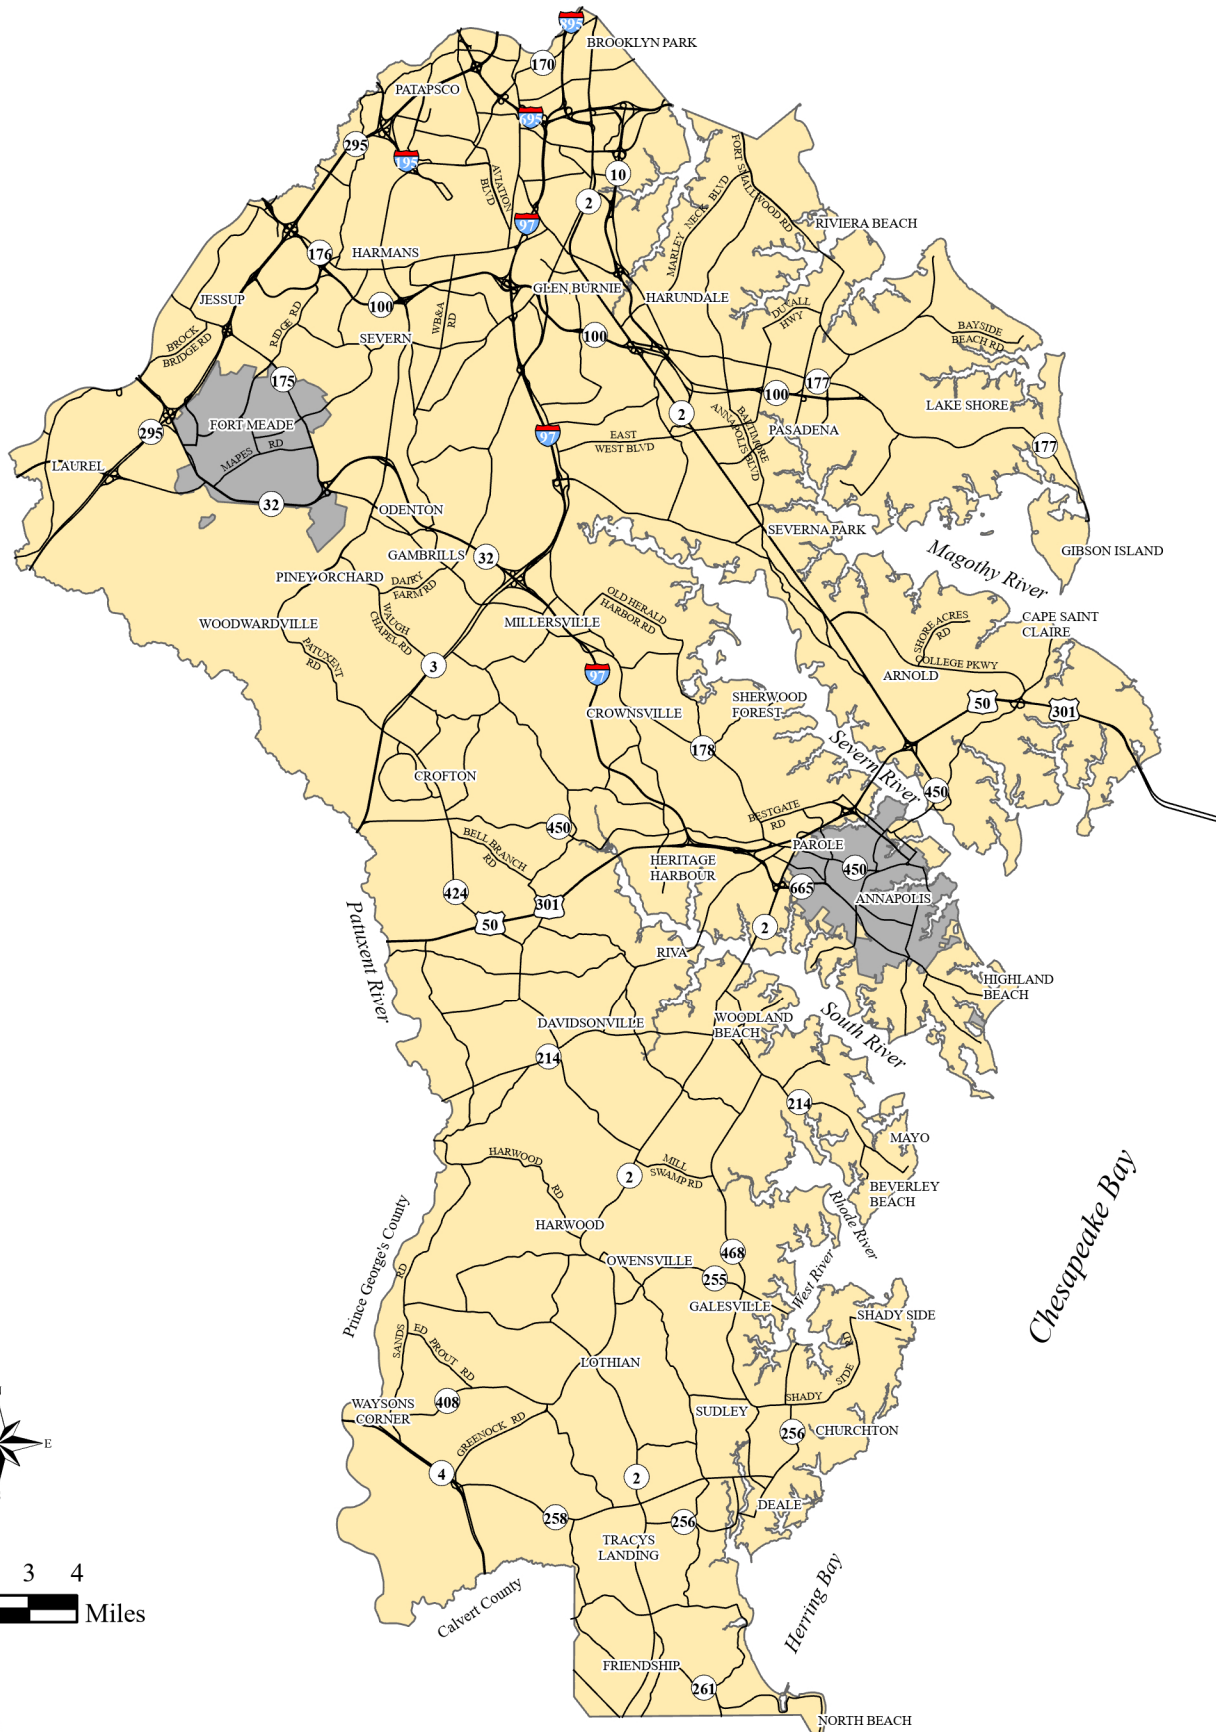 895
BROOKLYN PARK
170
PATAPSCO
695
295
195
10
AVIATION
BLVD
2
FORT SMALLWOOD RD
MARLEY NECK BLVD
97
RIVIERA BEACH
176
HARMANS
GLEN BURNIE
HARUNDALE
JESSUP
100
WB&A
RD
DUVALL
HWY
RIDGE RD
BROCK
BRIDGE RD
SEVERN
100
BAYSIDE
BEACH RD
175
100
177
LAKE SHORE
2
BALTIMORE
ANNAPOLIS BLVD
PASADENA
FORT MEADE
295
97
EAST
WEST BLVD
177
MAPES RD
LAUREL
32
ODENTON
SEVERNA PARK
Magothy River
GIBSON ISLAND
GAMBRILLS
32
PINEY ORCHARD
DAIRY
FARM RD
OLD HERALD
HARBOR RD
WAUGH
CHAPEL RD
WOODWARDVILLE
MILLERSVILLE
SHORE ACRES
RD
CAPE SAINT
CLAIRE
PATUXENT
RD
3
97
COLLEGE PKWY
ARNOLD
SHERWOOD
FOREST
50
301
CROWNSVILLE
178
Severn River
CROFTON
450
BESTGATE
RD
450
BELL BRANCH
RD
PAROLE
HERITAGE
HARBOUR
450
424
665
ANNAPOLIS
301
50
2
Patuxent River
RIVA
HIGHLAND
BEACH
DAVIDSONVILLE
WOODLAND
BEACH
South River
214
214
MAYO
HARWOOD
RD
MILL
SWAMP RD
2
BEVERLEY
BEACH
Chesapeake Bay
Rhode River
HARWOOD
Prince George's County
468
OWENSVILLE
255
West River
GALESVILLE
SHADY SIDE
SANDS RD
ED PROUT RD
LOTHIAN
SHADY SIDE RD
408
WAYSONS
CORNER
SUDLEY
GREENOCK RD
256
CHURCHTON
E
4
2
DEALE
258
256
TRACYS
LANDING
3 4
Miles
Calvert County
Herring Bay
FRIENDSHIP
261
NORTH BEACH